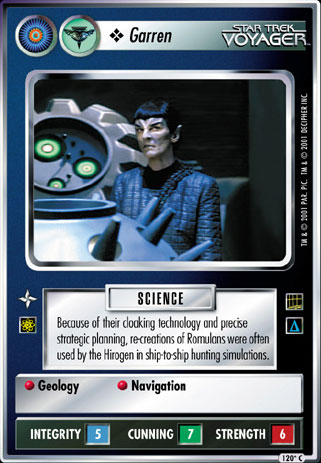 ❖ Garren
STAR TREK
VOYAGER™
TM & © 2001 PAR. PIC. TM & © 2001 DECIPHER INC.
SCIENCE
Because of their cloaking technology and precise
strategic planning, re-creations of Romulans were often
used by the Hirogen in ship-to-ship hunting simulations.
Geology Navigation
INTEGRITY 5 CUNNING 7 STRENGTH 6
120* C